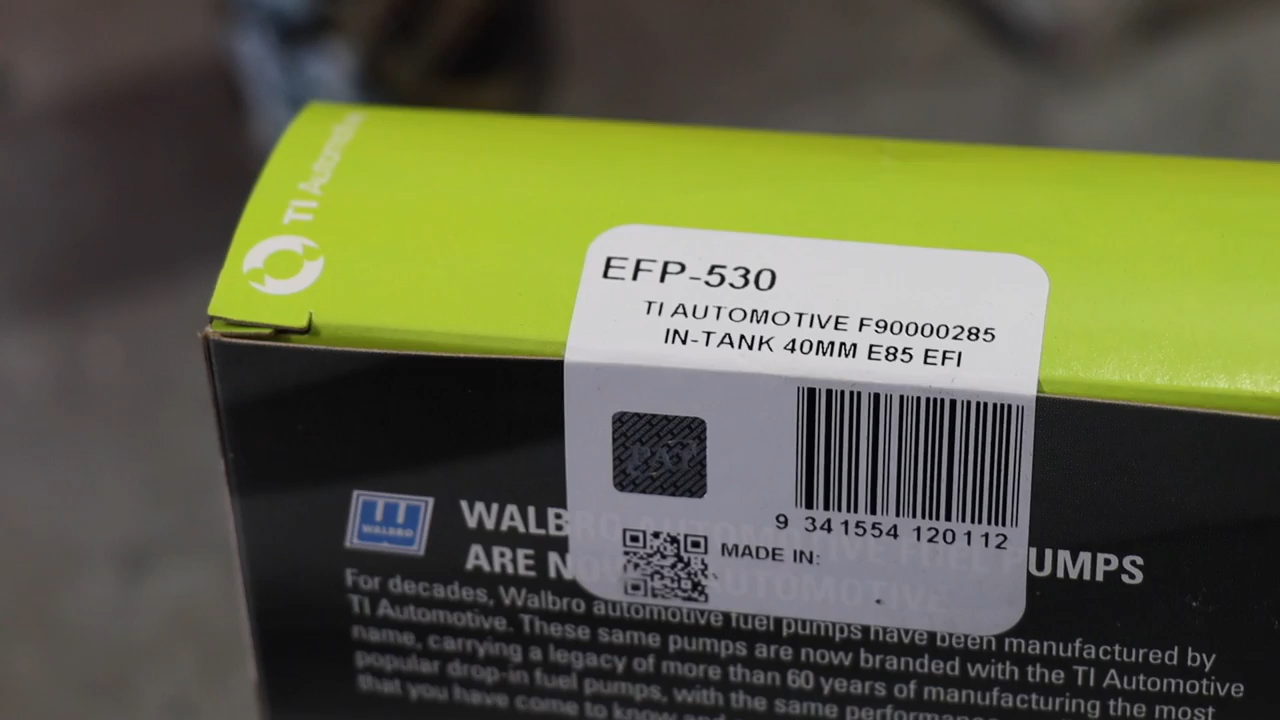 TI Automotive
EFP-530
TI AUTOMOTIVE F90000285
IN-TANK 40MM E85 EFI
PAT
9 341554 120112
MADE IN:
WALBRO
WALBRO AUTOMOTIVE FUEL PUMPS
ARE NOW TI AUTOMOTIVE
For decades, Walbro automotive fuel pumps have been manufactured by
TI Automotive. These same pumps are now branded with the TI Automotive
name, carrying a legacy of more than 60 years of manufacturing the most
popular drop-in fuel pumps, with the same performance
that you have come to know and